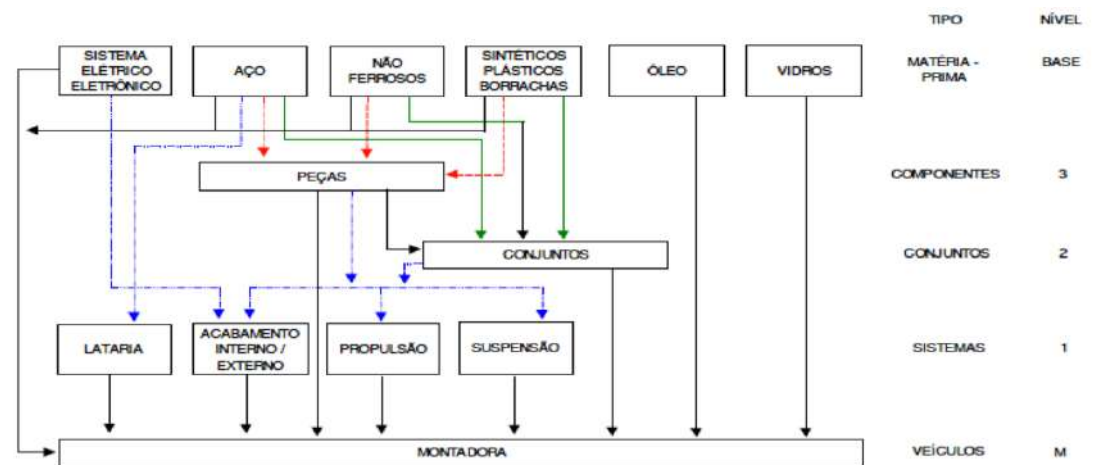 TIPO NÍVEL
SISTEMA
ELÉTRICO
ELETRÔNICO
AÇO
NÃO
FERROSOS
SINTÉTICOS
PLÁSTICOS
BORRACHAS
ÓLEO
VIDROS
MATÉRIA -
PRIMA
BASE
PEÇAS
COMPONENTES 3
CONJUNTOS
CONJUNTOS 2
LATARIA
ACABAMENTO
INTERNO /
EXTERNO
PROPULSÃO
SUSPENSÃO
SISTEMAS 1
MONTADORA
VEÍCULOS M